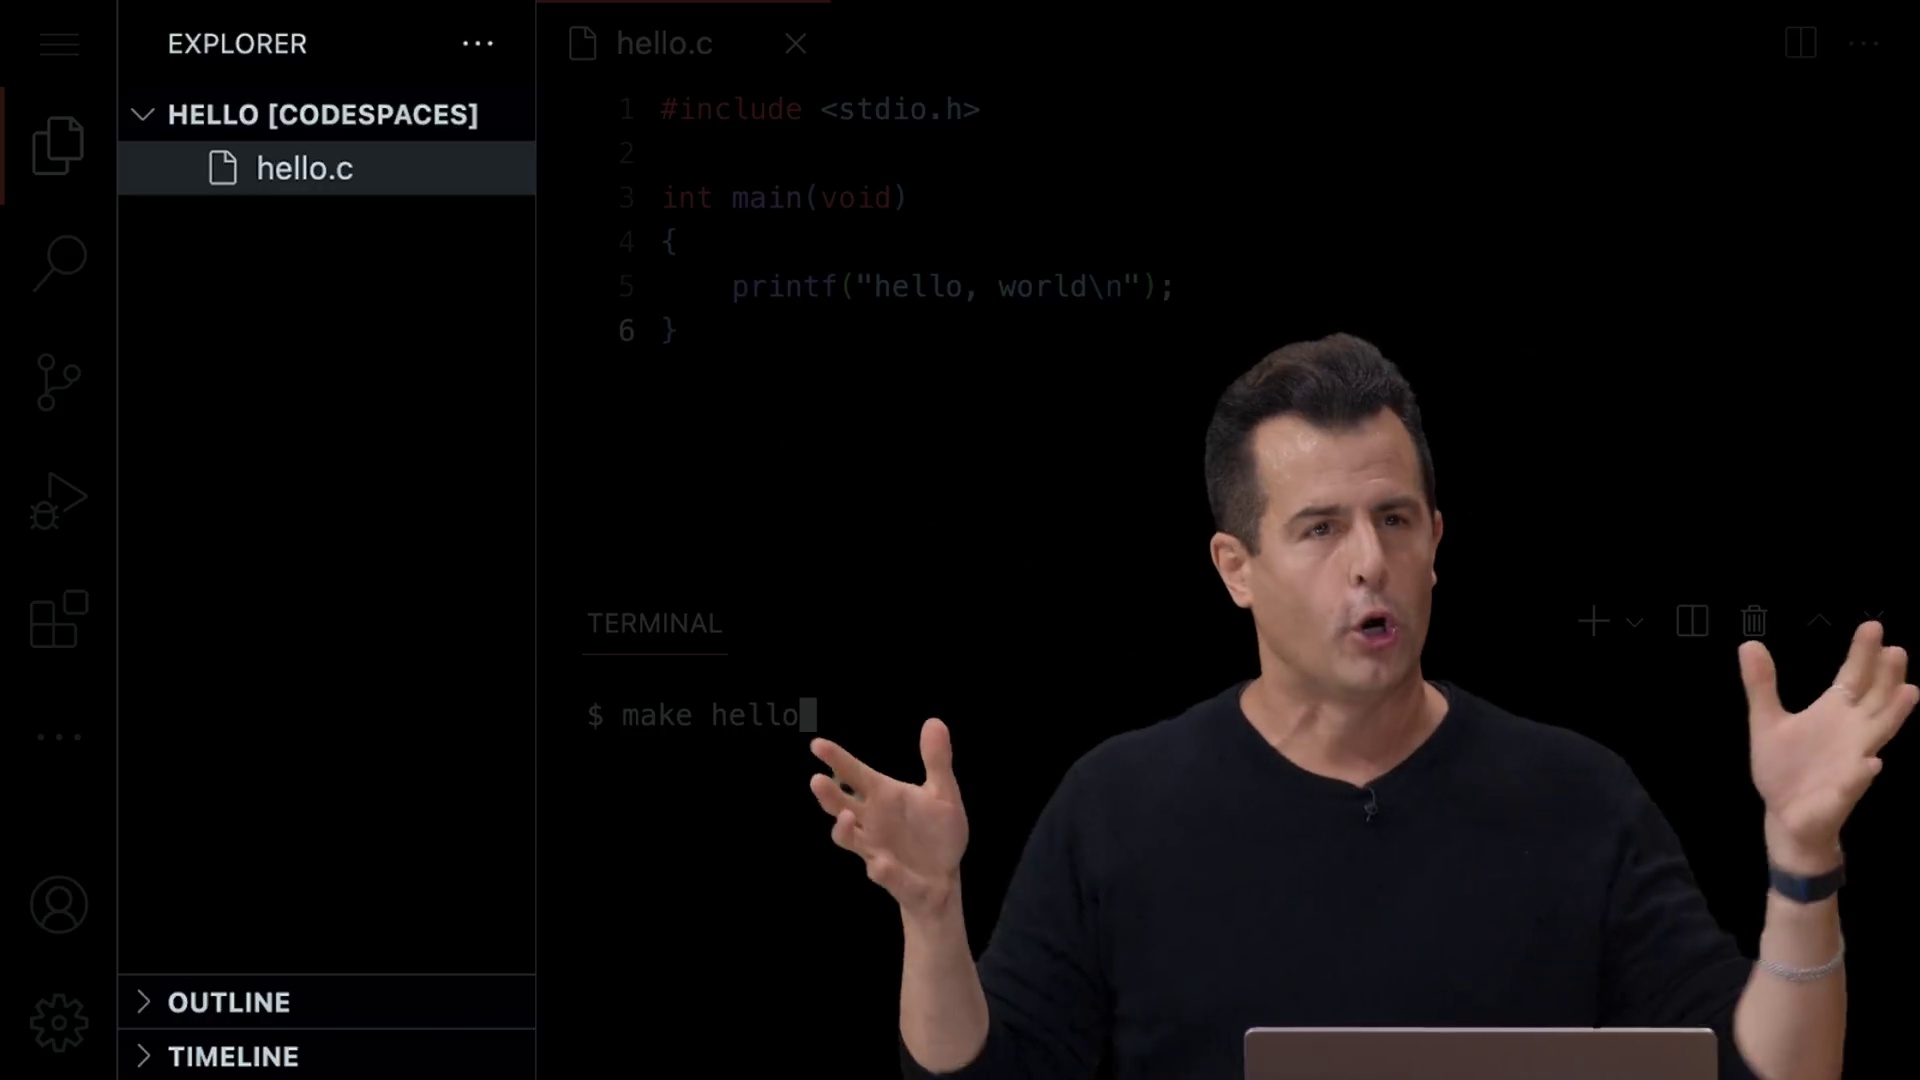 EXPLORER
HELLO [CODESPACES]
hello.c
OUTLINE
TIMELINE
hello.c
1 #include <stdio.h>
2
3 int main(void)
4 {
5     printf("hello, world\n");
6 }
TERMINAL
$ make hello